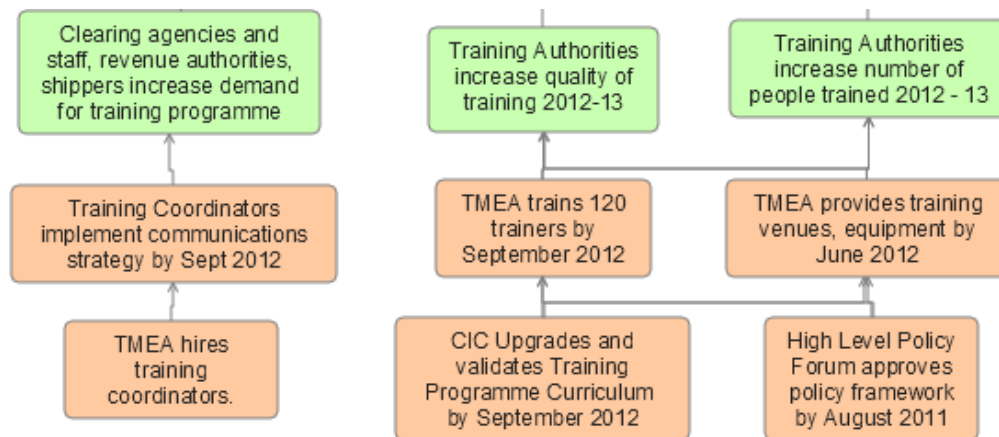 Clearing agencies and
staff, revenue authorities,
shippers increase demand
for training programme
Training Authorities
increase quality of
training 2012-13
Training Authorities
increase number of
people trained 2012 - 13
Training Coordinators
implement communications
strategy by Sept 2012
TMEA trains 120
trainers by
September 2012
TMEA provides training
venues, equipment by
June 2012
TMEA hires
training
coordinators.
CIC Upgrades and
validates Training
Programme Curriculum
by September 2012
High Level Policy
Forum approves
policy framework
by August 2011